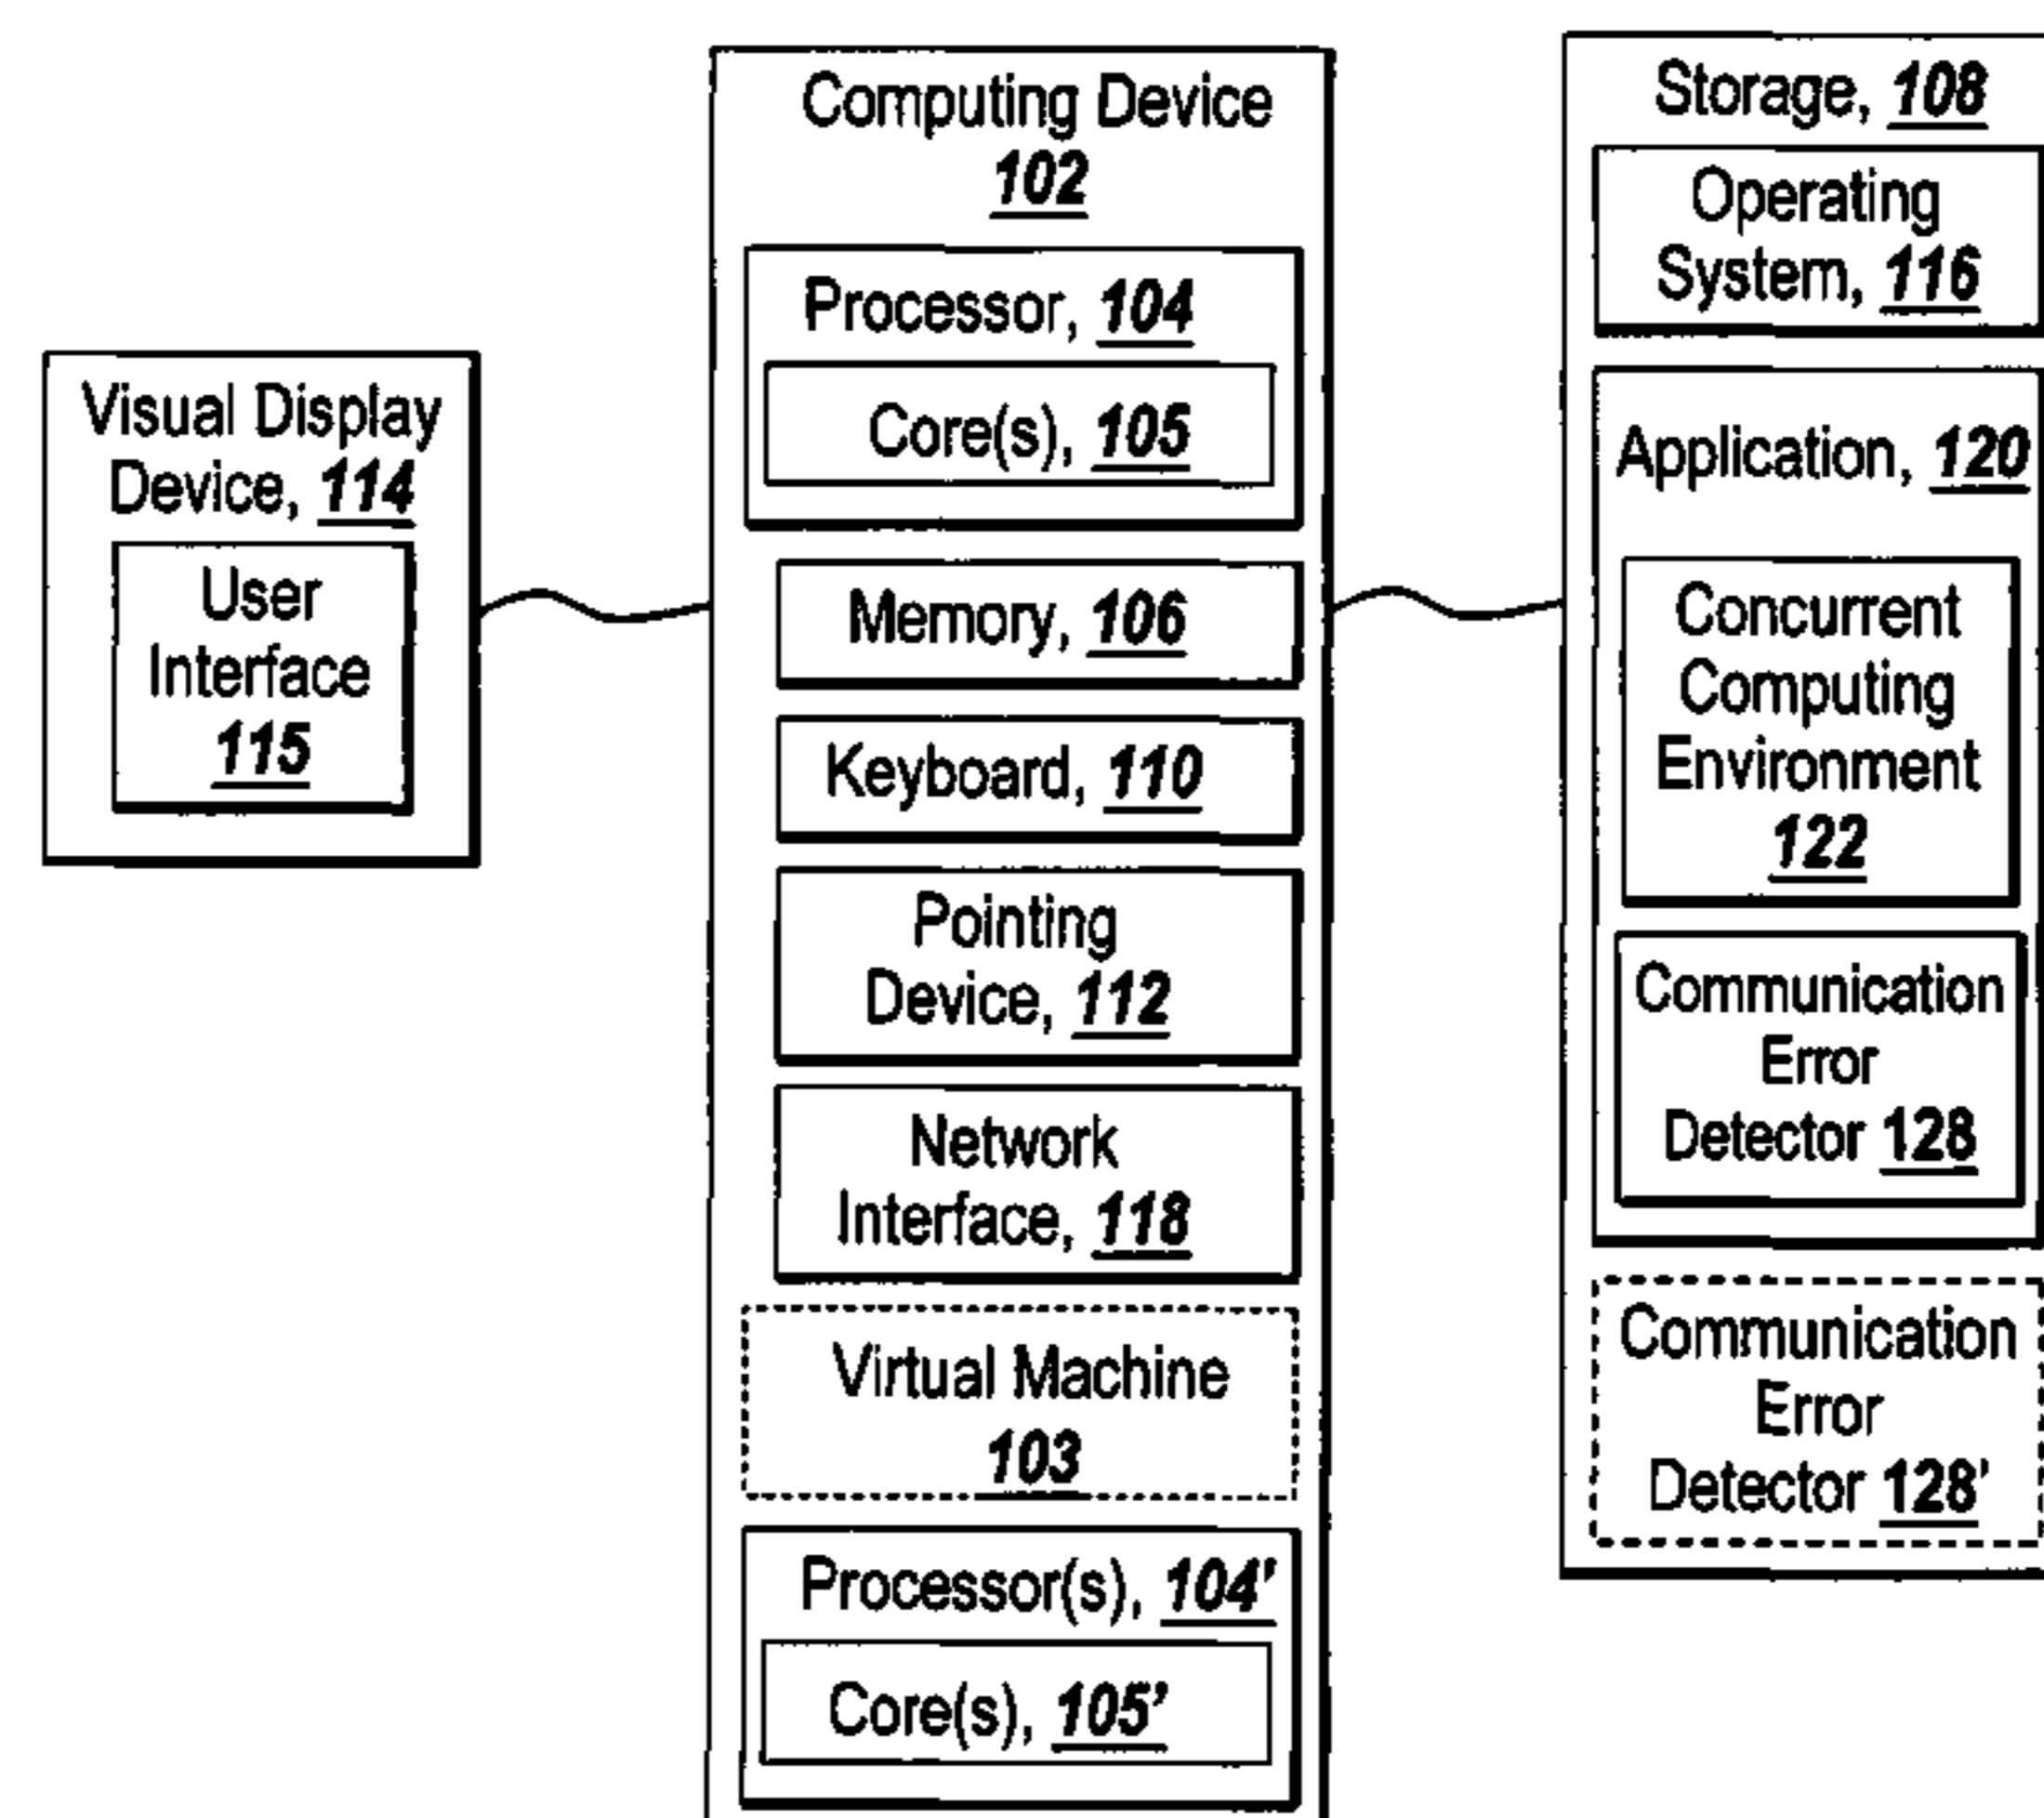 Visual Display
Device, 114
User
Interface
115
Computing Device
102
Processor, 104
Core(s), 105
Memory, 106
Keyboard, 110
Pointing
Device, 112
Network
Interface, 118
Virtual Machine
103
Processor(s), 104'
Core(s), 105'
Storage, 108
Operating
System, 116
Application, 120
Concurrent
Computing
Environment
122
Communication
Error
Detector 128
Communication
Error
Detector 128'